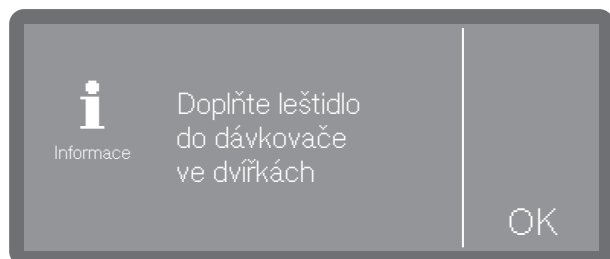 Informace
Doplňte leštidlo
do dávkovače
ve dvířkách
OK